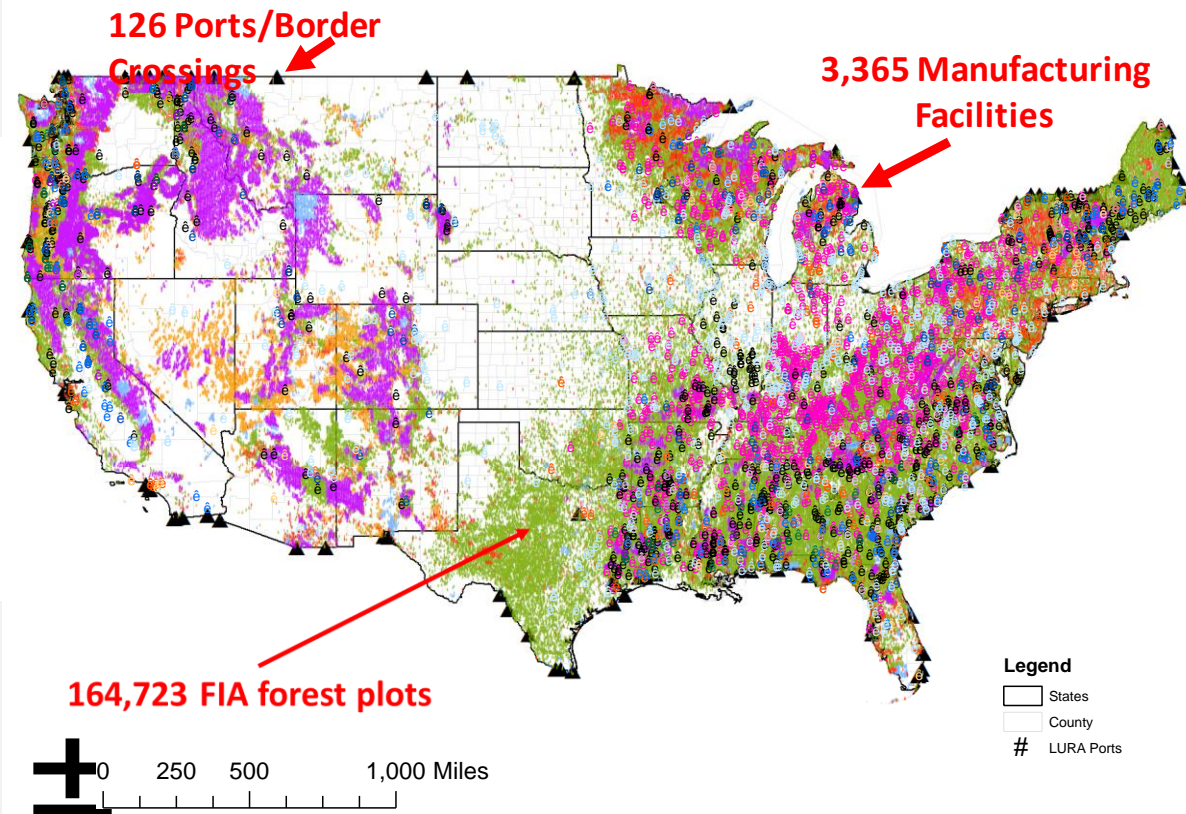 126 Ports/Border
Crossings
3,365 Manufacturing
Facilities
164,723 FIA forest plots
Legend
States
County
# LURA Ports
0 250 500 1,000 Miles